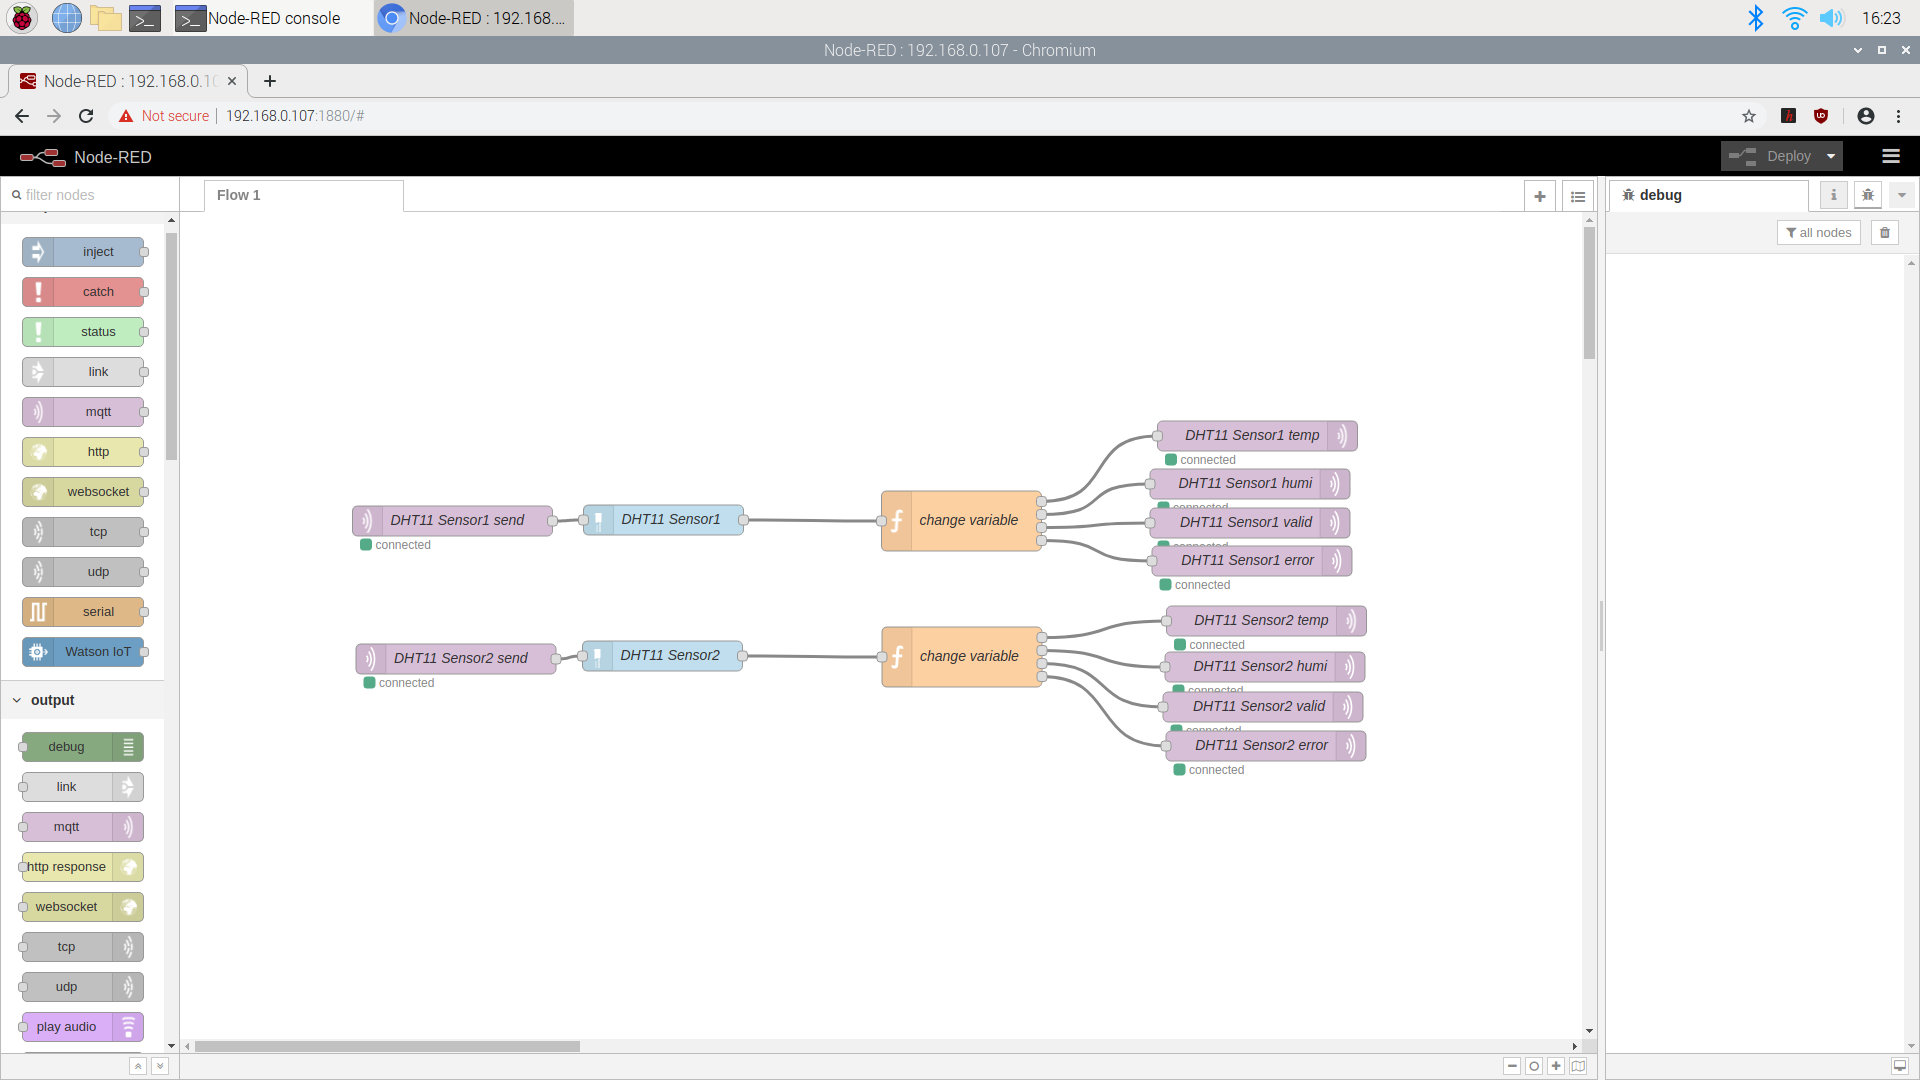 Node-RED console
Node-RED : 192.168....
16:23
Node-RED : 192.168.0.107 - Chromium
Node-RED : 192.168.0.10
Not secure
192.168.0.107:1880/#
Node-RED
Deploy
filter nodes
Flow 1
debug
all nodes
inject
catch
status
link
mqtt
http
websocket
tcp
udp
serial
Watson IoT
output
debug
link
mqtt
http response
websocket
tcp
udp
play audio
DHT11 Sensor1 send
connected
DHT11 Sensor1
change variable
DHT11 Sensor1 temp
connected
DHT11 Sensor1 humi
connected
DHT11 Sensor1 valid
connected
DHT11 Sensor1 error
connected
DHT11 Sensor2 send
connected
DHT11 Sensor2
change variable
DHT11 Sensor2 temp
connected
DHT11 Sensor2 humi
connected
DHT11 Sensor2 valid
connected
DHT11 Sensor2 error
connected